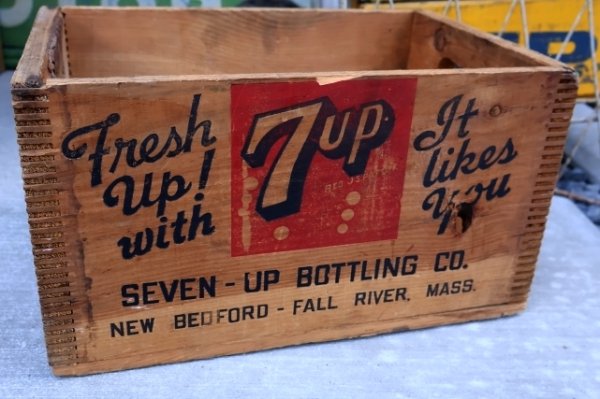 Fresh
Up!
with
7up
It
likes
You
SEVEN-UP BOTTLING CO.
NEW BEDFORD - FALL RIVER, MASS.